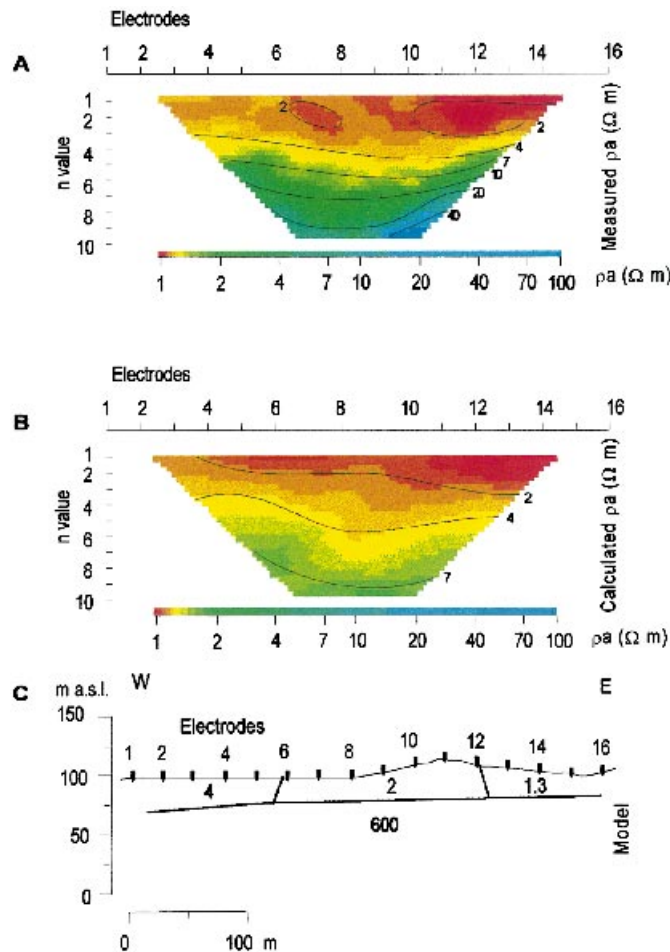 Electrodes
1 2 4 6 8 10 12 14 16
A
1
2
4
6
8
10
n value
2
2
4
7
10
20
40
Measured ρa (Ω m)
1 2 4 7 10 20 40 70 100
ρa (Ω m)
Electrodes
1 2 4 6 8 10 12 14 16
B
1
2
4
6
8
10
n value
2
4
7
Calculated ρa (Ω m)
1 2 4 7 10 20 40 70 100
ρa (Ω m)
C m a.s.l. W E
150
Electrodes
1 2 4 6 8 10 12 14 16
100
4 2 1.3
50
600
0
Model
0 100 m